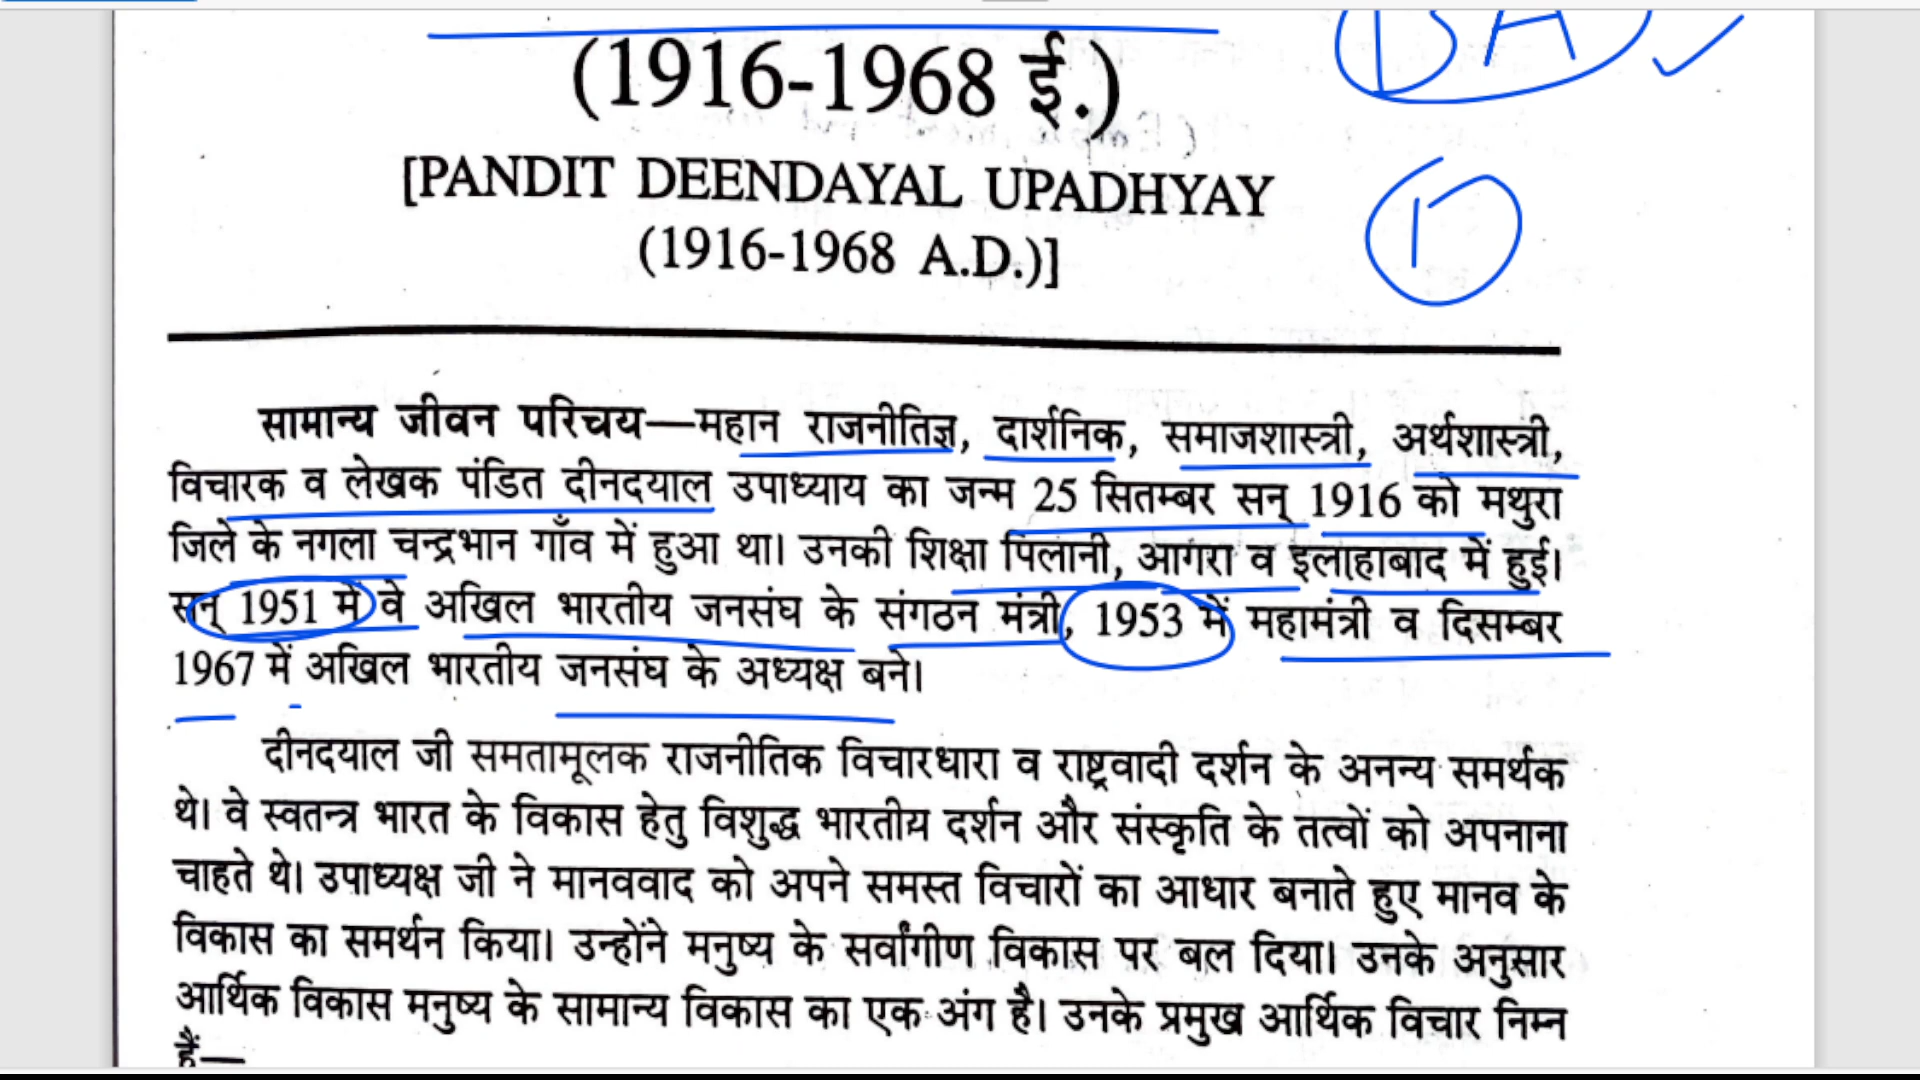 BA
(1916-1968 ई.)
[PANDIT DEENDAYAL UPADHYAY
(1916-1968 A.D.)]
सामान्य जीवन परिचय—महान राजनीतिज्ञ, दार्शनिक, समाजशास्त्री, अर्थशास्त्री,
विचारक व लेखक पंडित दीनदयाल उपाध्याय का जन्म 25 सितम्बर सन् 1916 को मथुरा
जिले के नगला चन्द्रभान गाँव में हुआ था। उनकी शिक्षा पिलानी, आगरा व इलाहाबाद में हुई।
सन् 1951 में वे अखिल भारतीय जनसंघ के संगठन मंत्री, 1953 में महामंत्री व दिसम्बर
1967 में अखिल भारतीय जनसंघ के अध्यक्ष बने।
दीनदयाल जी समतामूलक राजनीतिक विचारधारा व राष्ट्रवादी दर्शन के अनन्य समर्थक
थे। वे स्वतन्त्र भारत के विकास हेतु विशुद्ध भारतीय दर्शन और संस्कृति के तत्वों को अपनाना
चाहते थे। उपाध्यक्ष जी ने मानववाद को अपने समस्त विचारों का आधार बनाते हुए मानव के
विकास का समर्थन किया। उन्होंने मनुष्य के सर्वांगीण विकास पर बल दिया। उनके अनुसार
आर्थिक विकास मनुष्य के सामान्य विकास का एक अंग है। उनके प्रमुख आर्थिक विचार निम्न
हैं—